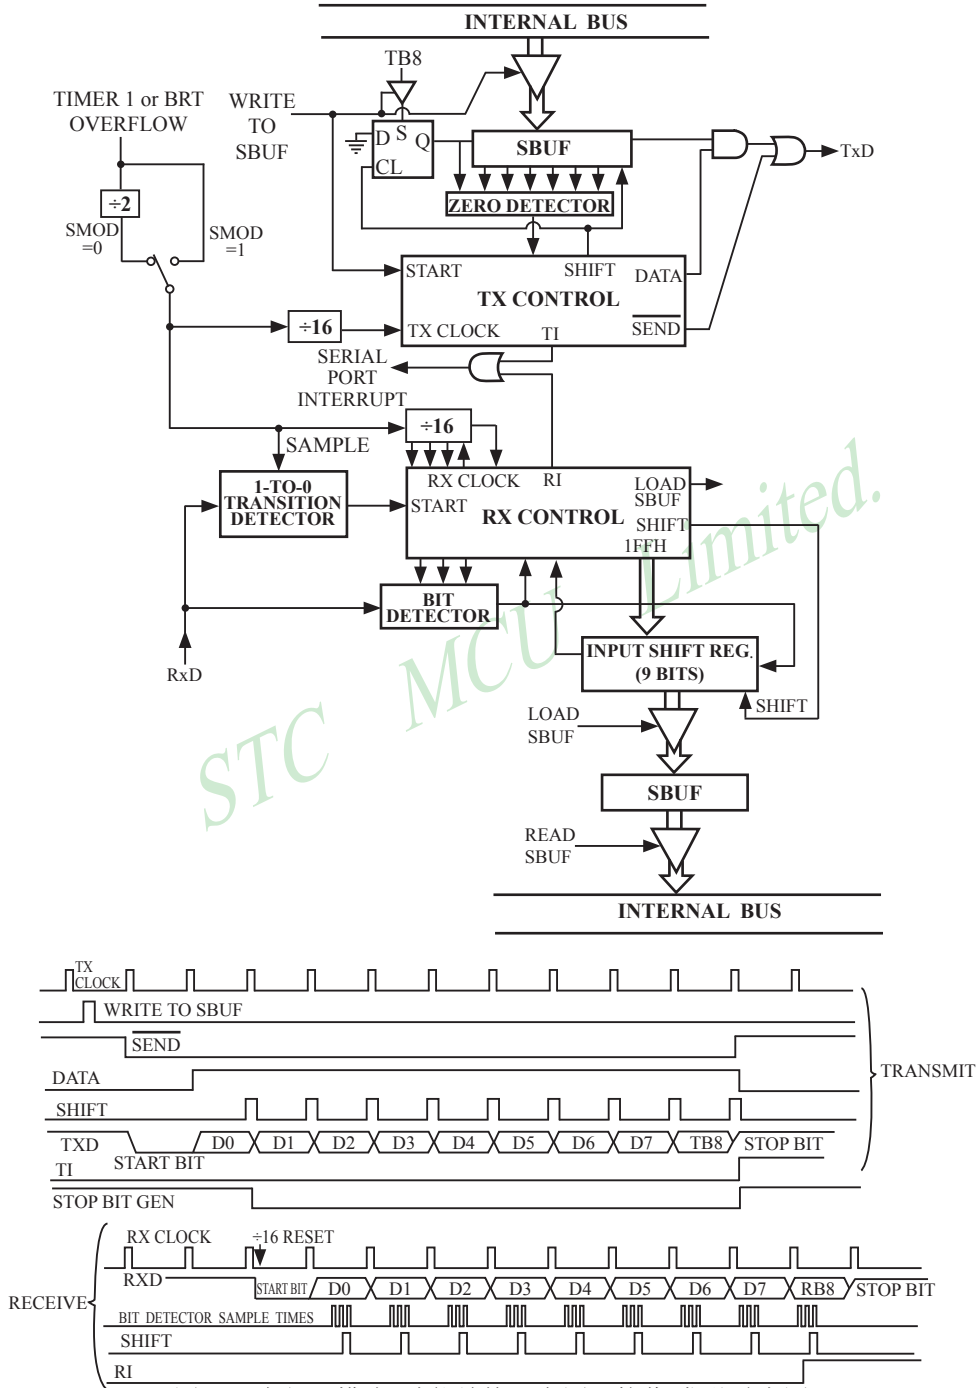 INTERNAL BUS
TB8
TIMER 1 or BRT
OVERFLOW
WRITE
TO
SBUF
D S Q
CL
SBUF
TxD
÷2
ZERO DETECTOR
SMOD
=0
SMOD
=1
START
SHIFT
DATA
TX CONTROL
÷16
TX CLOCK
TI
SEND
SERIAL
PORT
INTERRUPT
÷16
SAMPLE
1-TO-0
TRANSITION
DETECTOR
RX CLOCK
RI
LOAD
SBUF
START
RX CONTROL
SHIFT
1FFH
BIT
DETECTOR
RxD
INPUT SHIFT REG.
(9 BITS)
SHIFT
LOAD
SBUF
SBUF
READ
SBUF
INTERNAL BUS
STC MCU Limited.
TX
CLOCK
WRITE TO SBUF
SEND
DATA
TRANSMIT
SHIFT
TXD
START BIT
D0 D1 D2 D3 D4 D5 D6 D7 TB8 STOP BIT
TI
STOP BIT GEN
RX CLOCK
÷16 RESET
RXD
START BIT D0 D1 D2 D3 D4 D5 D6 D7 RB8 STOP BIT
RECEIVE
BIT DETECTOR SAMPLE TIMES
SHIFT
RI